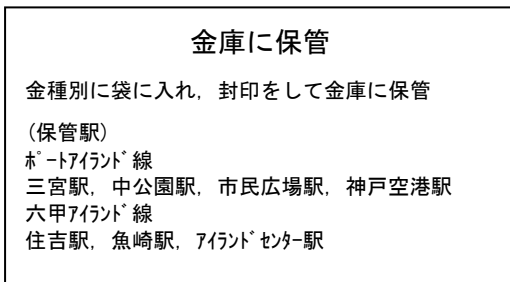 金庫に保管
金種別に袋に入れ，封印をして金庫に保管
(保管駅)
ﾎﾟｰﾄｱｲﾗﾝﾄﾞ線
三宮駅，中公園駅，市民広場駅，神戸空港駅
六甲ｱｲﾗﾝﾄﾞ線
住吉駅，魚崎駅，ｱｲﾗﾝﾄﾞｾﾝﾀｰ駅